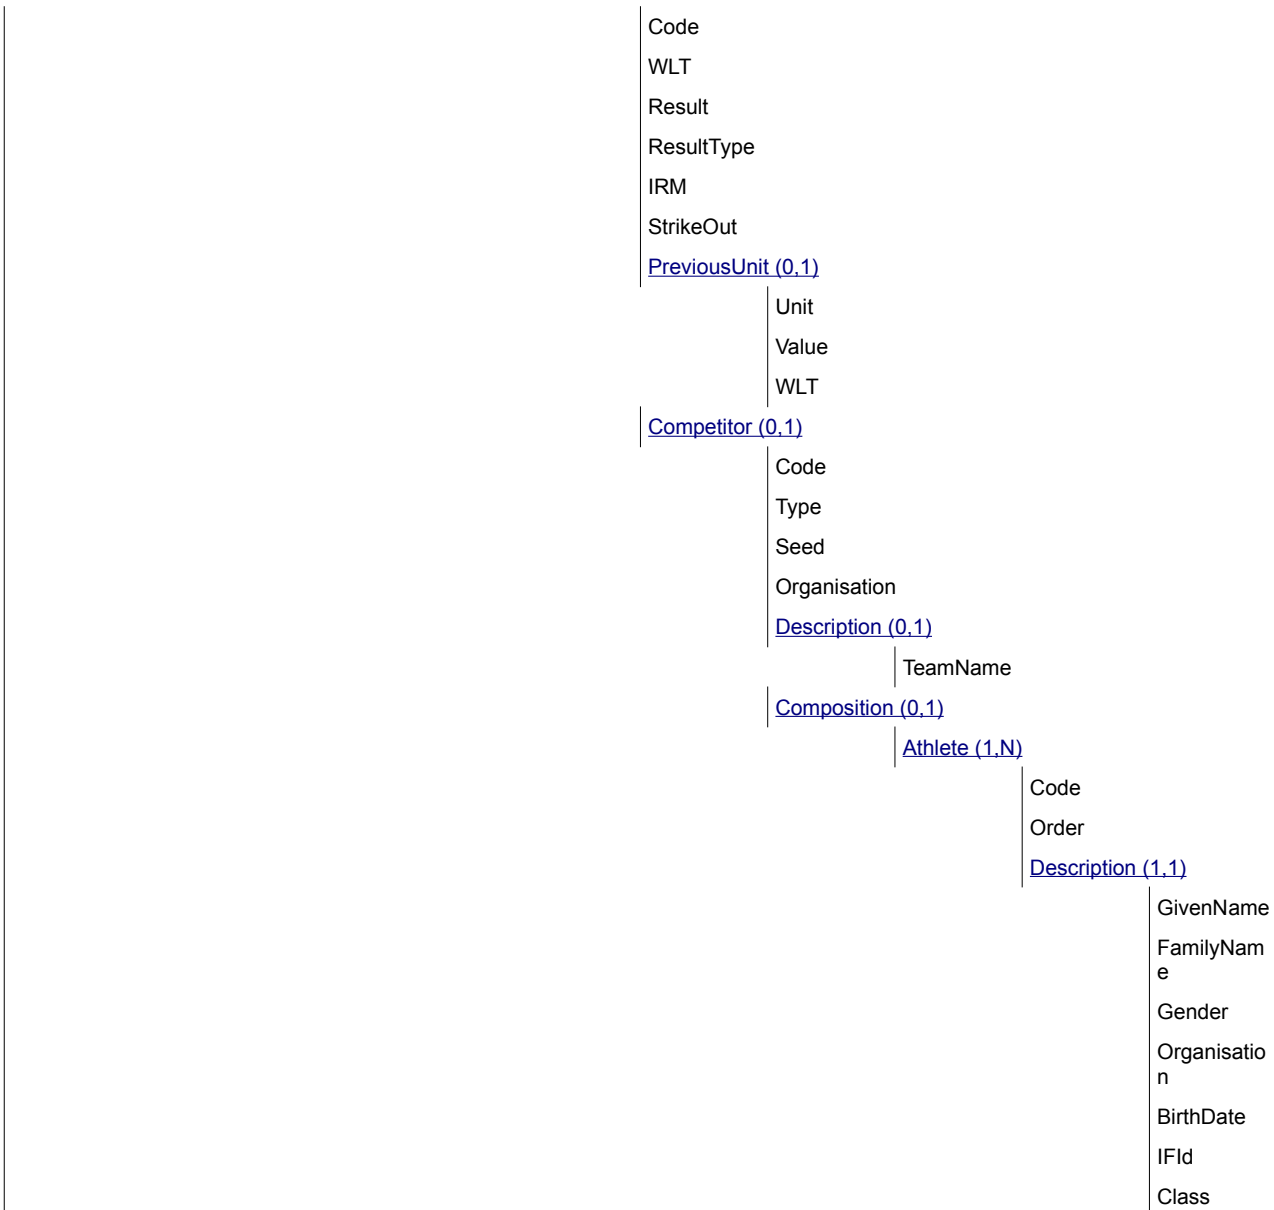 Code
WLT
Result
ResultType
IRM
StrikeOut
PreviousUnit (0,1)
Unit
Value
WLT
Competitor (0,1)
Code
Type
Seed
Organisation
Description (0,1)
TeamName
Composition (0,1)
Athlete (1,N)
Code
Order
Description (1,1)
GivenName
FamilyNam
e
Gender
Organisatio
n
BirthDate
IFId
Class